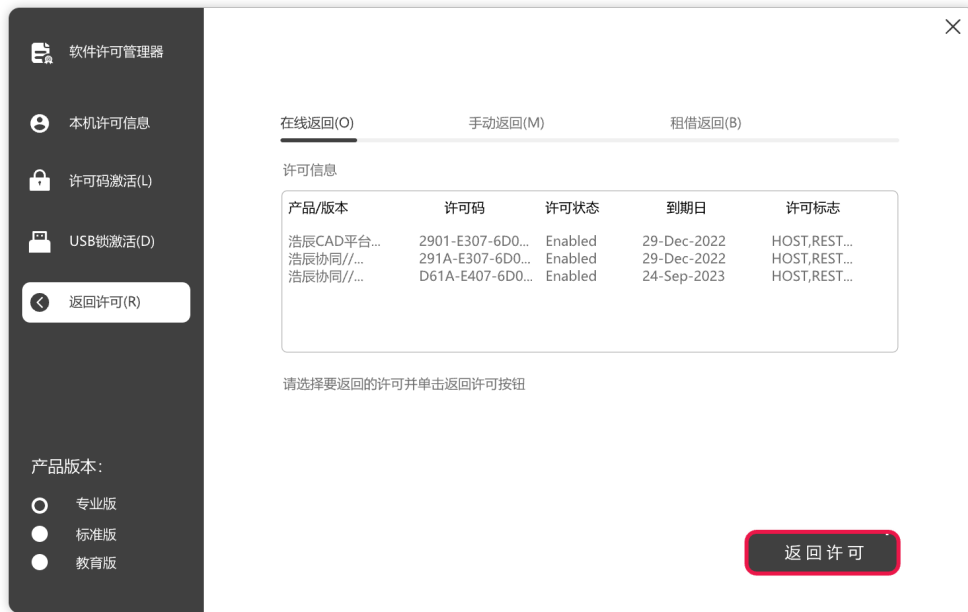 软件许可管理器
本机许可信息
许可码激活(L)
USB锁激活(D)
返回许可(R)
产品版本:
专业版
标准版
教育版
在线返回(O) 手动返回(M) 租借返回(B)
许可信息
产品/版本 许可码 许可状态 到期日 许可标志
浩辰CAD平台... 2901-E307-6D0... Enabled 29-Dec-2022 HOST,REST...
浩辰协同//... 291A-E307-6D0... Enabled 29-Dec-2022 HOST,REST...
浩辰协同//... D61A-E407-6D0... Enabled 24-Sep-2023 HOST,REST...
请选择要返回的许可并单击返回许可按钮
返回许可